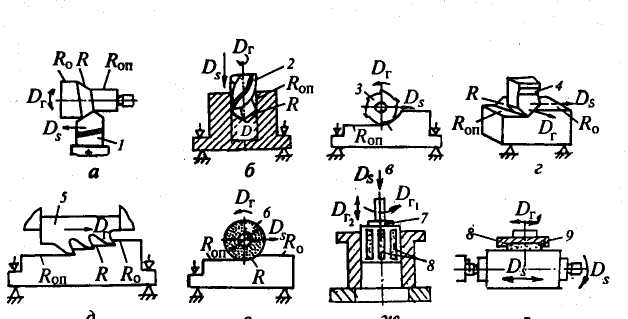 Rо R Rоп
Dг
Ds
1
а
Dг
Ds
2
Rоп
R
D
б
Dг
3
Ds
Rоп
в
4
R
Rоп
Ds
Dг
Rо
г
5
D
Rоп R Rо
д
Dг
6
Ds
Rоп
Rо
R
Ds
Dг1
Dг2
7
8
Dг
8
9
Ds
Ds